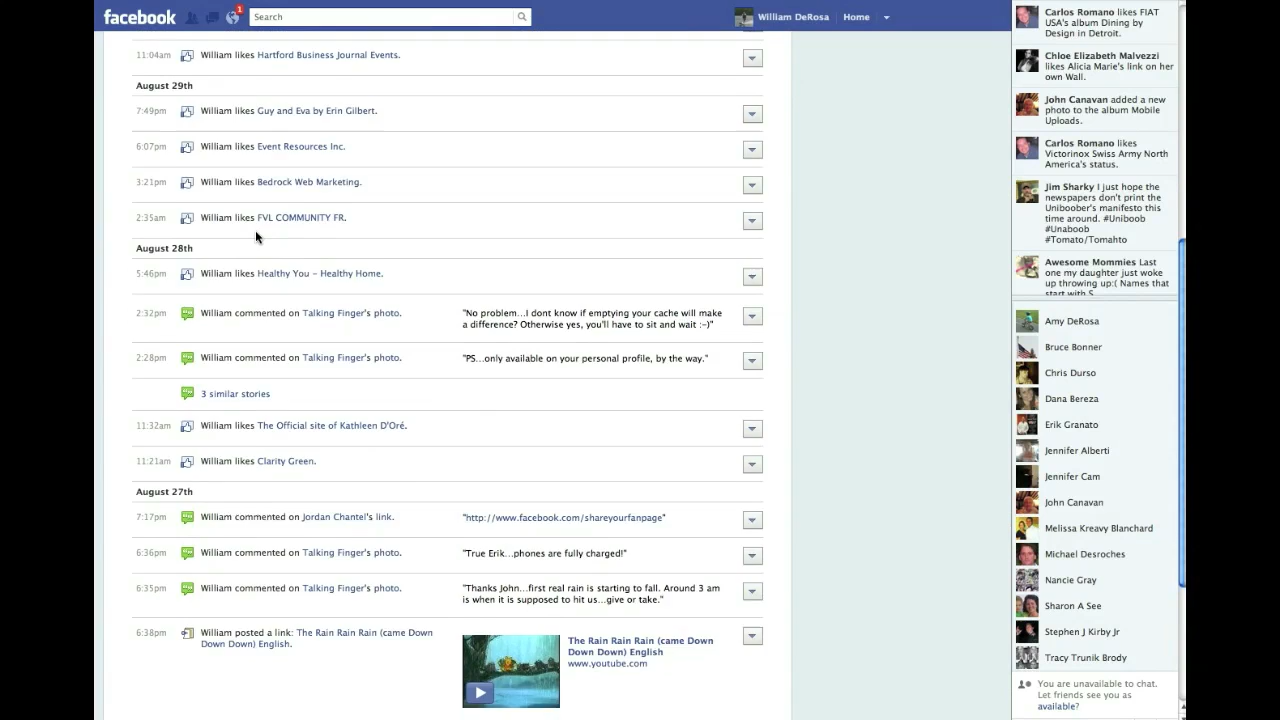 facebook
1
Search
William DeRosa
Home
11:04am William likes Hartford Business Journal Events.
August 29th
7:49pm William likes Guy and Eva by Erin Gilbert.
6:07pm William likes Event Resources Inc.
3:21pm William likes Bedrock Web Marketing.
2:35am William likes FVL COMMUNITY FR.
August 28th
5:46pm William likes Healthy You - Healthy Home.
2:32pm William commented on Talking Finger's photo.
"No problem...I dont know if emptying your cache will make
a difference? Otherwise yes, you'll have to sit and wait :-)"
2:28pm William commented on Talking Finger's photo.
"PS...only available on your personal profile, by the way."
3 similar stories
11:32am William likes The Official site of Kathleen D'Oré.
11:21am William likes Clarity Green.
August 27th
7:17pm William commented on Jordan Chantel's link.
"http://www.facebook.com/shareyourfanpage"
6:36pm William commented on Talking Finger's photo.
"True Erik...phones are fully charged!"
6:35pm William commented on Talking Finger's photo.
"Thanks John...first real rain is starting to fall. Around 3 am
is when it is supposed to hit us...give or take."
6:38pm William posted a link: The Rain Rain Rain (came Down
Down Down) English.
The Rain Rain Rain (came Down
Down Down) English
www.youtube.com
Carlos Romano likes FIAT
USA's album Dining by
Design in Detroit.
Chloe Elizabeth Malvezzi
likes Alicia Marie's link on her
own Wall.
John Canavan added a new
photo to the album Mobile
Uploads.
Carlos Romano likes
Victorinox Swiss Army North
America's status.
Jim Sharky I just hope the
newspapers don't print the
Uniboober's manifesto this
time around. #Uniboob
#Unaboob
#Tomato/Tomahto
Awesome Mommies Last
one my daughter just woke
up throwing up:( Names that
start with S
Amy DeRosa
Bruce Bonner
Chris Durso
Dana Bereza
Erik Granato
Jennifer Alberti
Jennifer Cam
John Canavan
Melissa Kreavy Blanchard
Michael Desroches
Nancie Gray
Sharon A See
Stephen J Kirby Jr
Tracy Trunik Brody
You are unavailable to chat.
Let friends see you as
available?